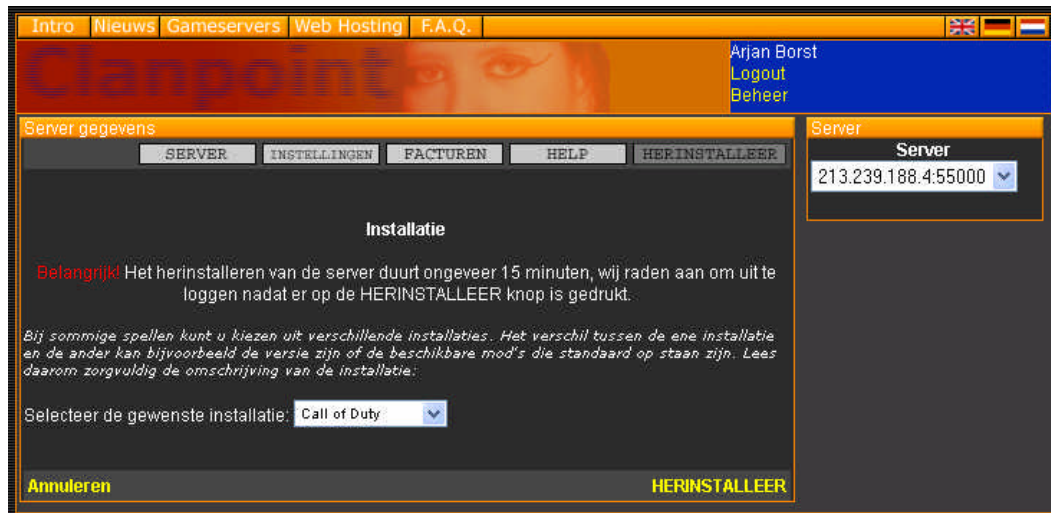 Intro Nieuws Gameservers Web Hosting F.A.Q.
Clanpoint
Arjan Borst
Logout
Beheer
Server gegevens
SERVER INSTELLINGEN FACTUREN HELP HERINSTALLEER
Installatie
Belangrijk! Het herinstalleren van de server duurt ongeveer 15 minuten, wij raden aan om uit te
loggen nadat er op de HERINSTALLEER knop is gedrukt.
Bij sommige spellen kunt u kiezen uit verschillende installaties. Het verschil tussen de ene installatie
en de ander kan bijvoorbeeld de versie zijn of de beschikbare mod's die standaard op staan zijn. Lees
daarom zorgvuldig de omschrijving van de installatie:
Selecteer de gewenste installatie: Call of Duty
Annuleren HERINSTALLEER
Server
Server
213.239.188.4:55000